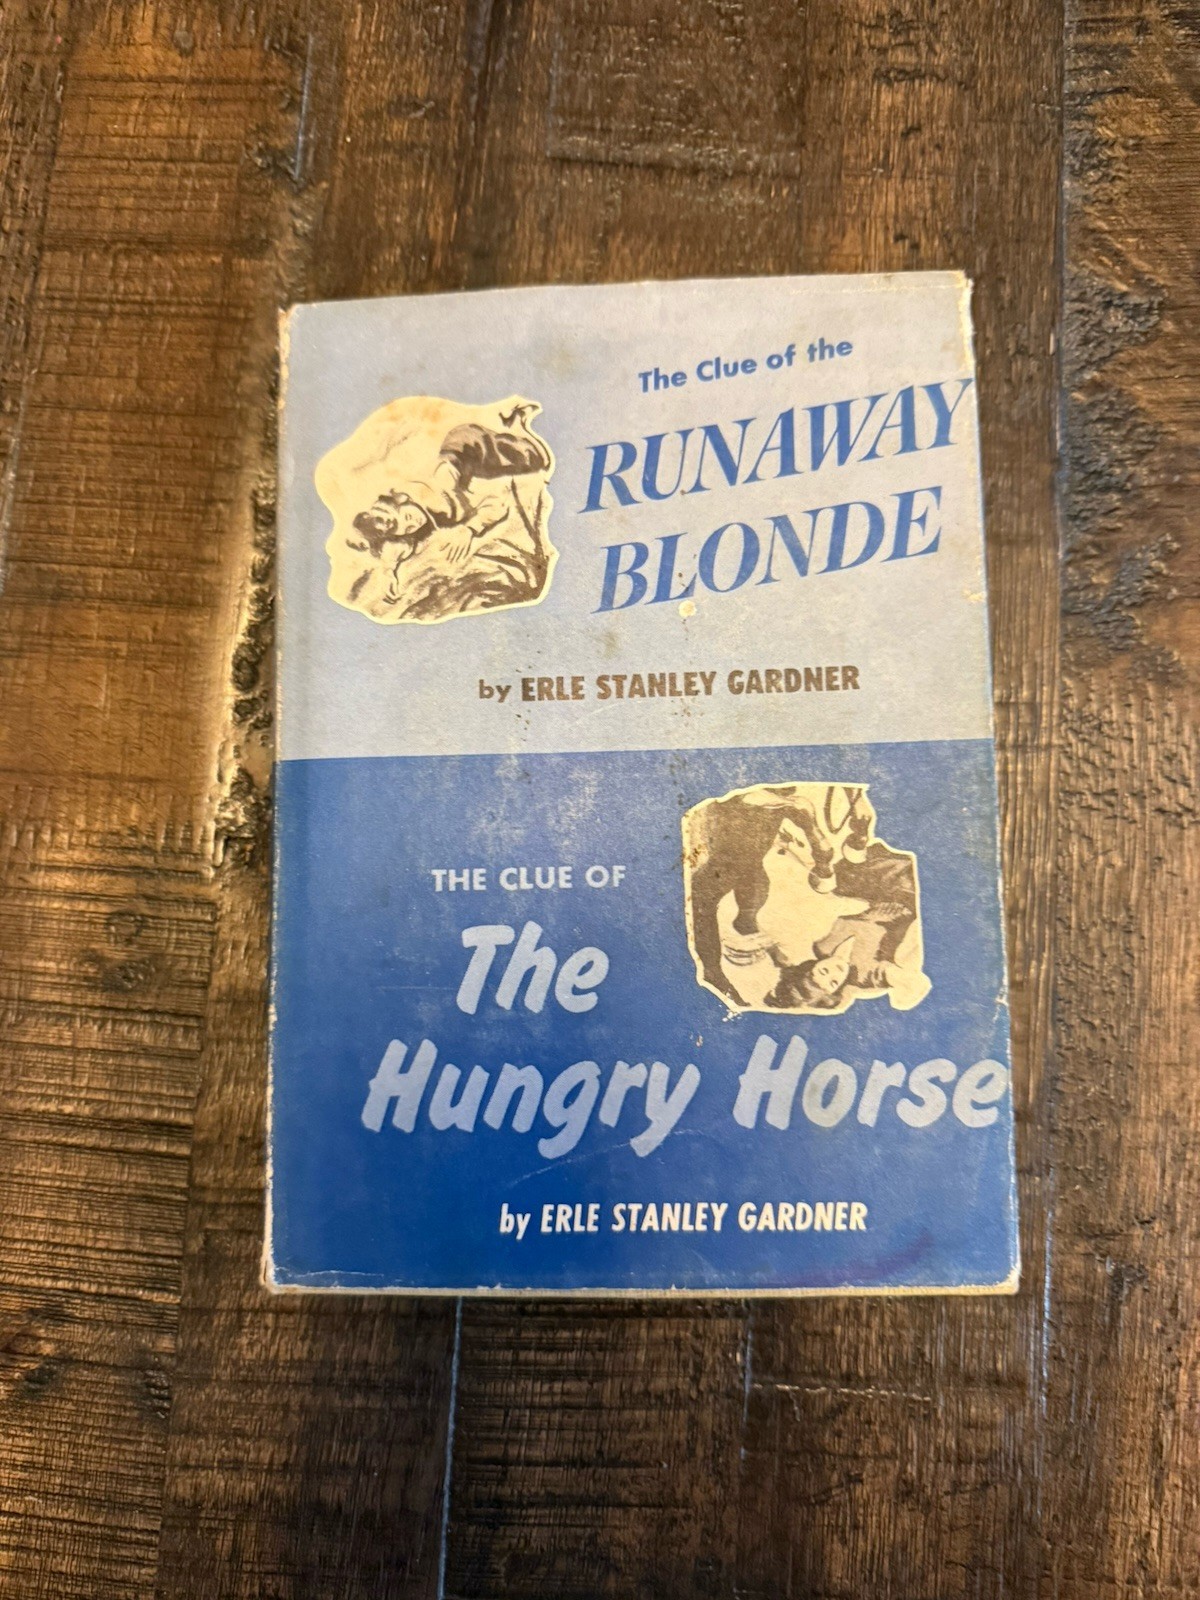 The Clue of the
RUNAWAY
BLONDE
by ERLE STANLEY GARDNER
THE CLUE OF
The
Hungry Horse
by ERLE STANLEY GARDNER